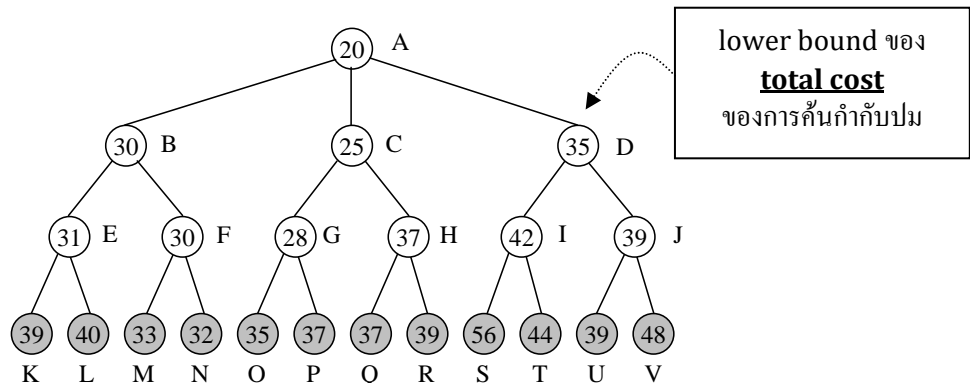 20 A
lower bound ของ
total cost
ของการค้นกำกับปม
30 B 25 C 35 D
31 E 30 F 28 G 37 H 42 I 39 J
39 40 33 32 35 37 37 39 56 44 39 48
K L M N O P Q R S T U V